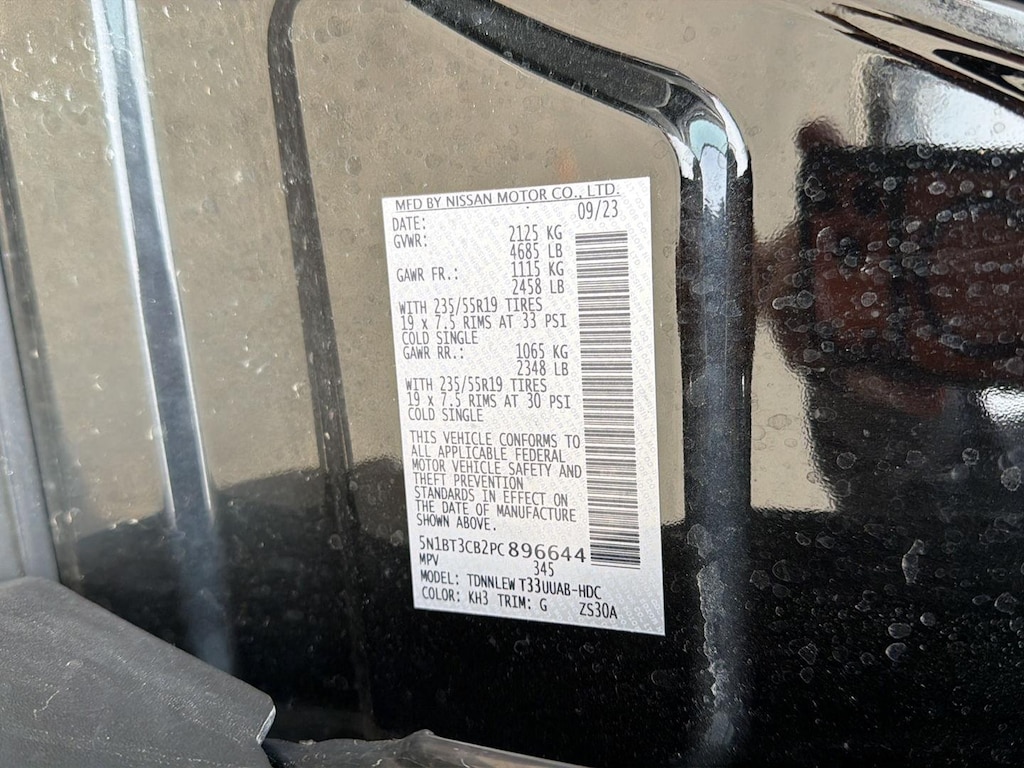 MFD BY NISSAN MOTOR CO., LTD.
DATE: 09/23
GVWR: 2125 KG
4685 LB
GAWR FR.: 1115 KG
2458 LB
WITH 235/55R19 TIRES
19 x 7.5 RIMS AT 33 PSI
COLD SINGLE
GAWR RR.: 1065 KG
2348 LB
WITH 235/55R19 TIRES
19 x 7.5 RIMS AT 30 PSI
COLD SINGLE
THIS VEHICLE CONFORMS TO
ALL APPLICABLE FEDERAL
MOTOR VEHICLE SAFETY AND
THEFT PREVENTION
STANDARDS IN EFFECT ON
THE DATE OF MANUFACTURE
SHOWN ABOVE.
5N1BT3CB2PC896644
MPV 345
MODEL: TDNNLEW T33UUAB-HDC
COLOR: KH3 TRIM: G ZS30A